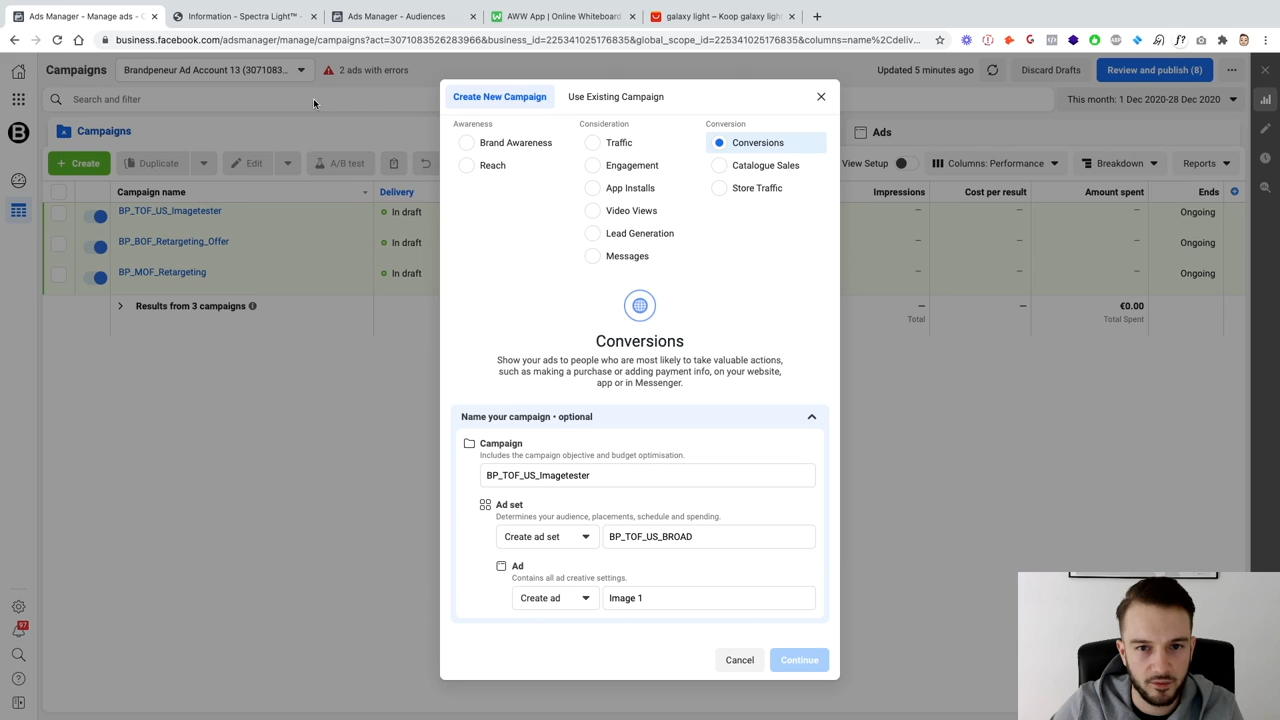 Ads Manager - Manage ads - C
Information - Spectra Light™ -
Ads Manager - Audiences
AWW App | Online Whiteboard
galaxy light – Koop galaxy light
business.facebook.com/adsmanager/manage/campaigns?act=3071083526283966&business_id=225341025176835&global_scope_id=225341025176835&columns=name%2Cdeliv...
Campaigns
Brandpeneur Ad Account 13 (3071083...
2 ads with errors
Updated 5 minutes ago
Discard Drafts
Review and publish (8)
Search and filter
This month: 1 Dec 2020-28 Dec 2020
Campaigns
Ads
+ Create
Duplicate
Edit
A/B test
View Setup
Columns: Performance
Breakdown
Reports
Campaign name
Delivery
Impressions
Cost per result
Amount spent
Ends
BP_TOF_US_Imagetester
In draft
Ongoing
BP_BOF_Retargeting_Offer
In draft
Ongoing
BP_MOF_Retargeting
In draft
Ongoing
Results from 3 campaigns
€0.00
Total
Total Spent
97
Create New Campaign
Use Existing Campaign
Awareness
Consideration
Conversion
Brand Awareness
Traffic
Conversions
Reach
Engagement
Catalogue Sales
App Installs
Store Traffic
Video Views
Lead Generation
Messages
Conversions
Show your ads to people who are most likely to take valuable actions,
such as making a purchase or adding payment info, on your website,
app or in Messenger.
Name your campaign • optional
Campaign
Includes the campaign objective and budget optimisation.
BP_TOF_US_Imagetester
Ad set
Determines your audience, placements, schedule and spending.
Create ad set
BP_TOF_US_BROAD
Ad
Contains all ad creative settings.
Create ad
Image 1
Cancel
Continue